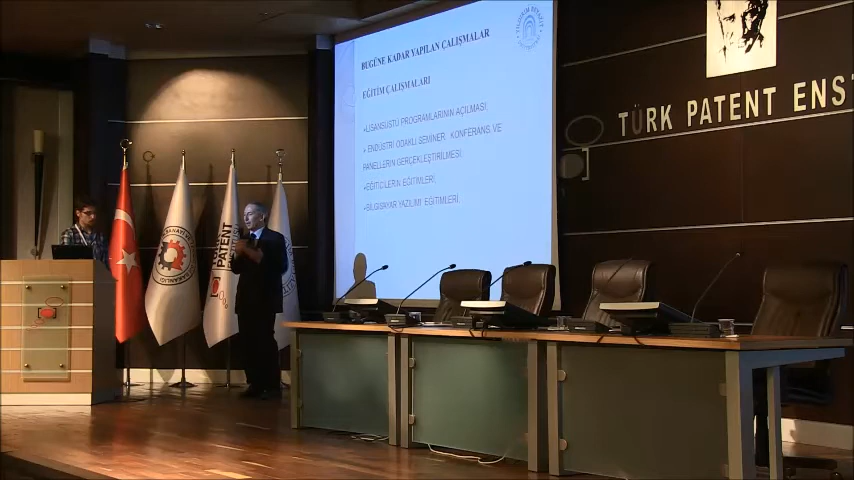 BUGÜNE KADAR YAPILAN ÇALIŞMALAR
EĞİTİM ÇALIŞMALARI
•LİSANSÜSTÜ PROGRAMLARININ AÇILMASI,
• ENDÜSTRİ ODAKLI SEMİNER, KONFERANS VE
PANELLERİN GERÇEKLEŞTİRİLMESİ,
•EĞİTİCİLERİN EĞİTİMLERİ,
•BİLGİSAYAR YAZILIMI EĞİTİMLERİ,
TÜRK PATENT ENST
TÜRK
PATENT